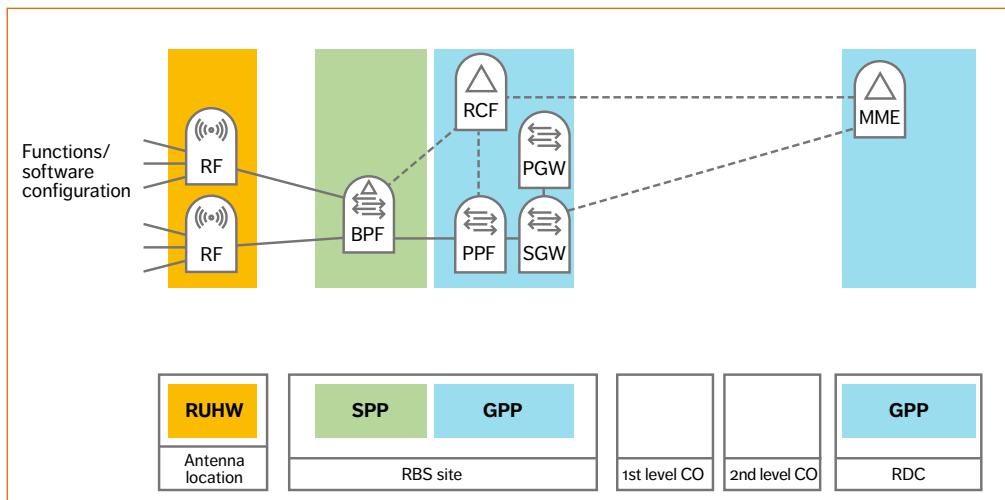 RCF
MME
Functions/
software
configuration
RF
PGW
RF
BPF
PPF
SGW
RUHW
SPP
GPP
GPP
Antenna
location
RBS site
1st level CO
2nd level CO
RDC